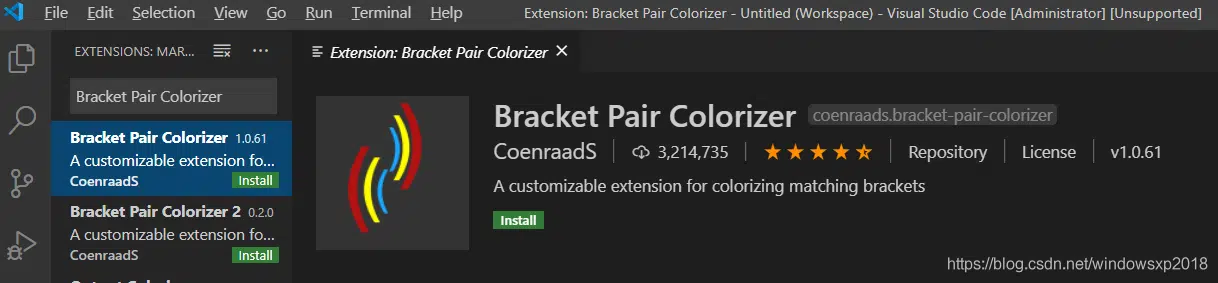 File Edit Selection View Go Run Terminal Help Extension: Bracket Pair Colorizer - Untitled (Workspace) - Visual Studio Code [Administrator] [Unsupported]
EXTENSIONS: MAR...
Extension: Bracket Pair Colorizer
Bracket Pair Colorizer
Bracket Pair Colorizer 1.0.61
A customizable extension fo...
CoenraadS Install
Bracket Pair Colorizer 2 0.2.0
A customizable extension fo...
CoenraadS Install
Bracket Pair Colorizer coenraads.bracket-pair-colorizer
CoenraadS 3,214,735 Repository License v1.0.61
A customizable extension for colorizing matching brackets
Install
https://blog.csdn.net/windowsxp2018